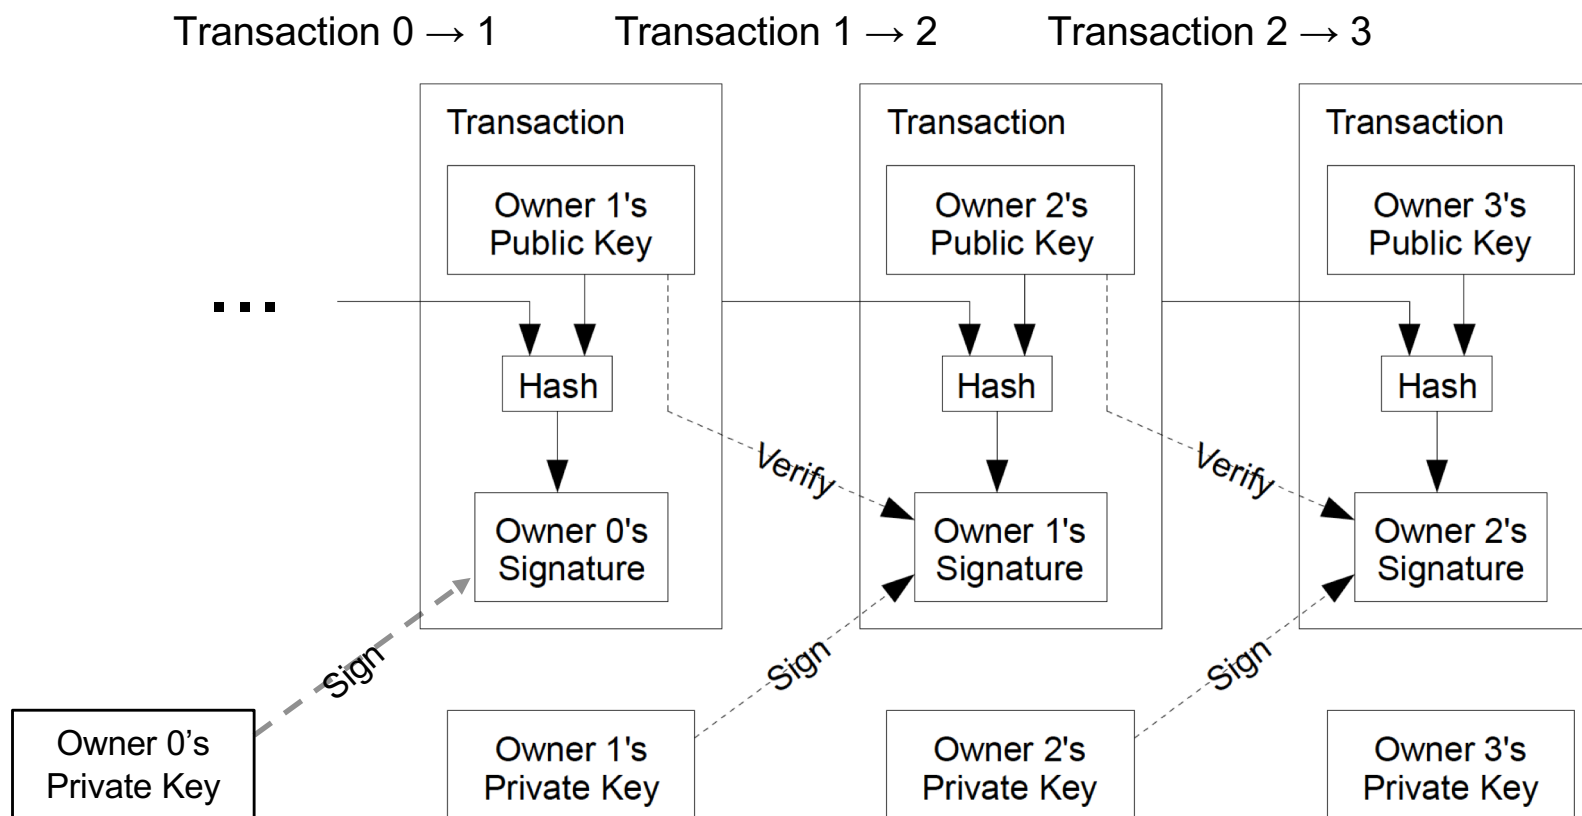 Transaction 0 → 1
Transaction 1 → 2
Transaction 2 → 3
Transaction
Transaction
Transaction
Owner 1's
Public Key
Owner 2's
Public Key
Owner 3's
Public Key
...
Hash
Hash
Hash
Verify
Verify
Owner 0's
Signature
Owner 1's
Signature
Owner 2's
Signature
Sign
Sign
Sign
Owner 0’s
Private Key
Owner 1's
Private Key
Owner 2's
Private Key
Owner 3's
Private Key